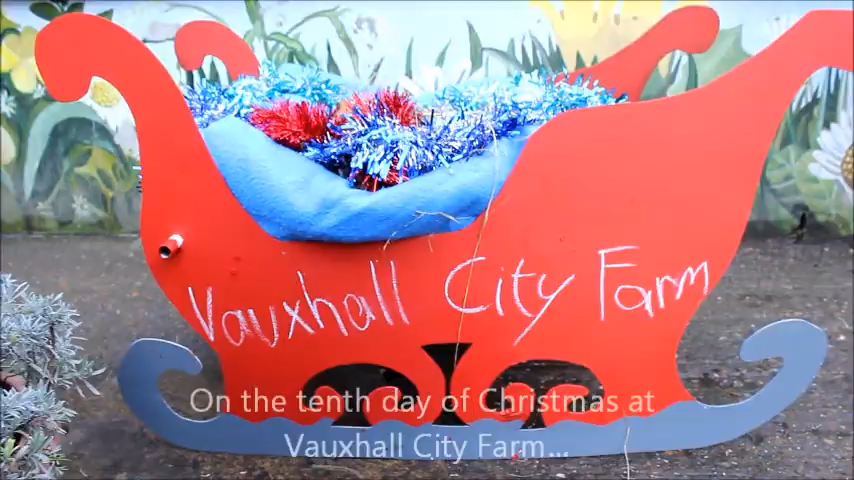 Vauxhall City Farm
On the tenth day of Christmas at
Vauxhall City Farm...